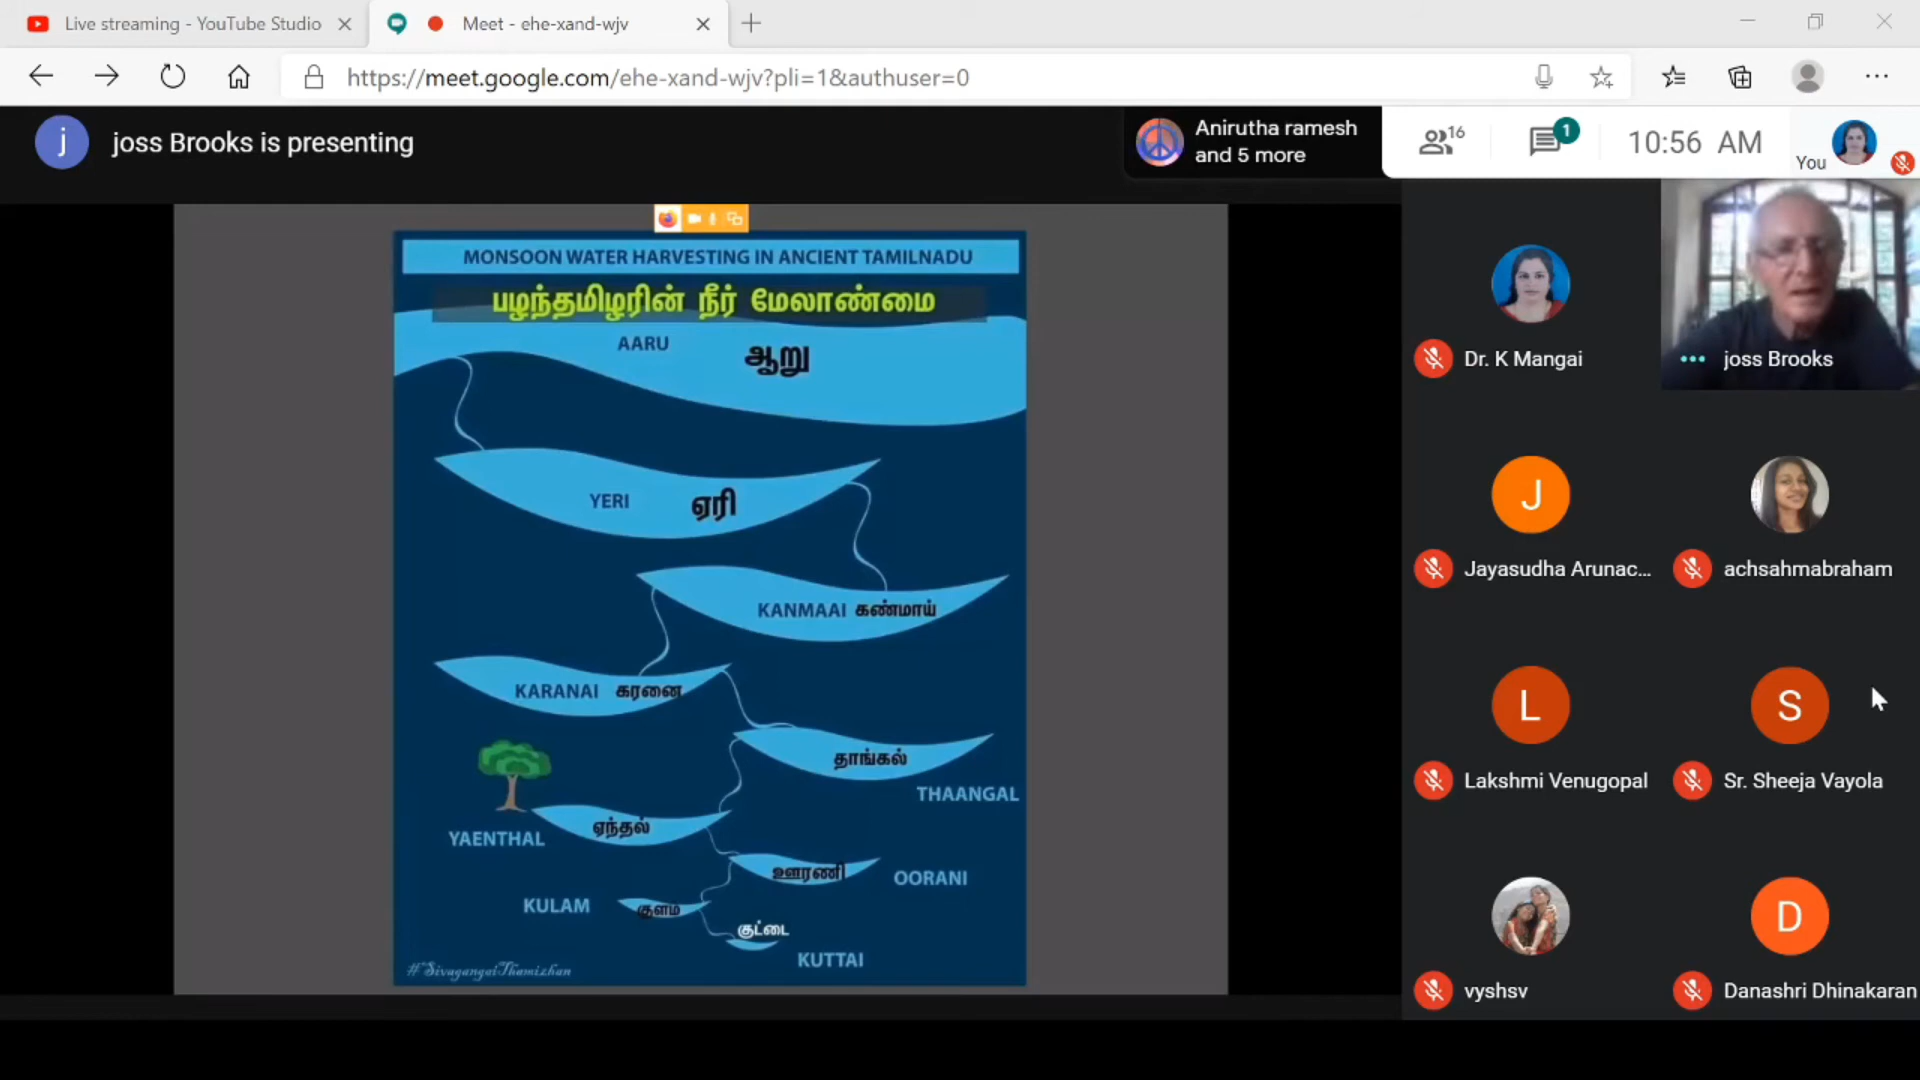 Live streaming - YouTube Studio
Meet - ehe-xand-wjv
https://meet.google.com/ehe-xand-wjv?pli=1&authuser=0
j
joss Brooks is presenting
Anirutha ramesh
and 5 more
16
1
10:56 AM
You
MONSOON WATER HARVESTING IN ANCIENT TAMILNADU
பழந்தமிழரின் நீர் மேலாண்மை
AARU ஆறு
YERI ஏரி
KANMAAI கண்மாய்
KARANAI கரனை
தாங்கல்
THAANGAL
ஏந்தல்
YAENTHAL
ஊரணி
OORANI
KULAM குளம்
குட்டை
KUTTAI
#SivagangaiThamizhan
Dr. K Mangai
joss Brooks
J
Jayasudha Arunac...
achsahmabraham
L
Lakshmi Venugopal
S
Sr. Sheeja Vayola
vyshsv
D
Danashri Dhinakaran